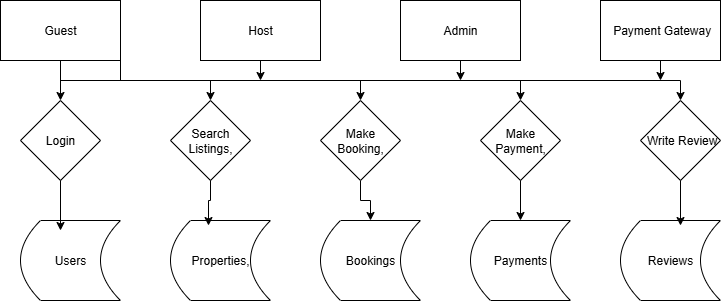 Guest
Host
Admin
Payment Gateway
Login
Search
Listings,
Make
Booking,
Make
Payment,
Write Review
Users
Properties,
Bookings
Payments
Reviews